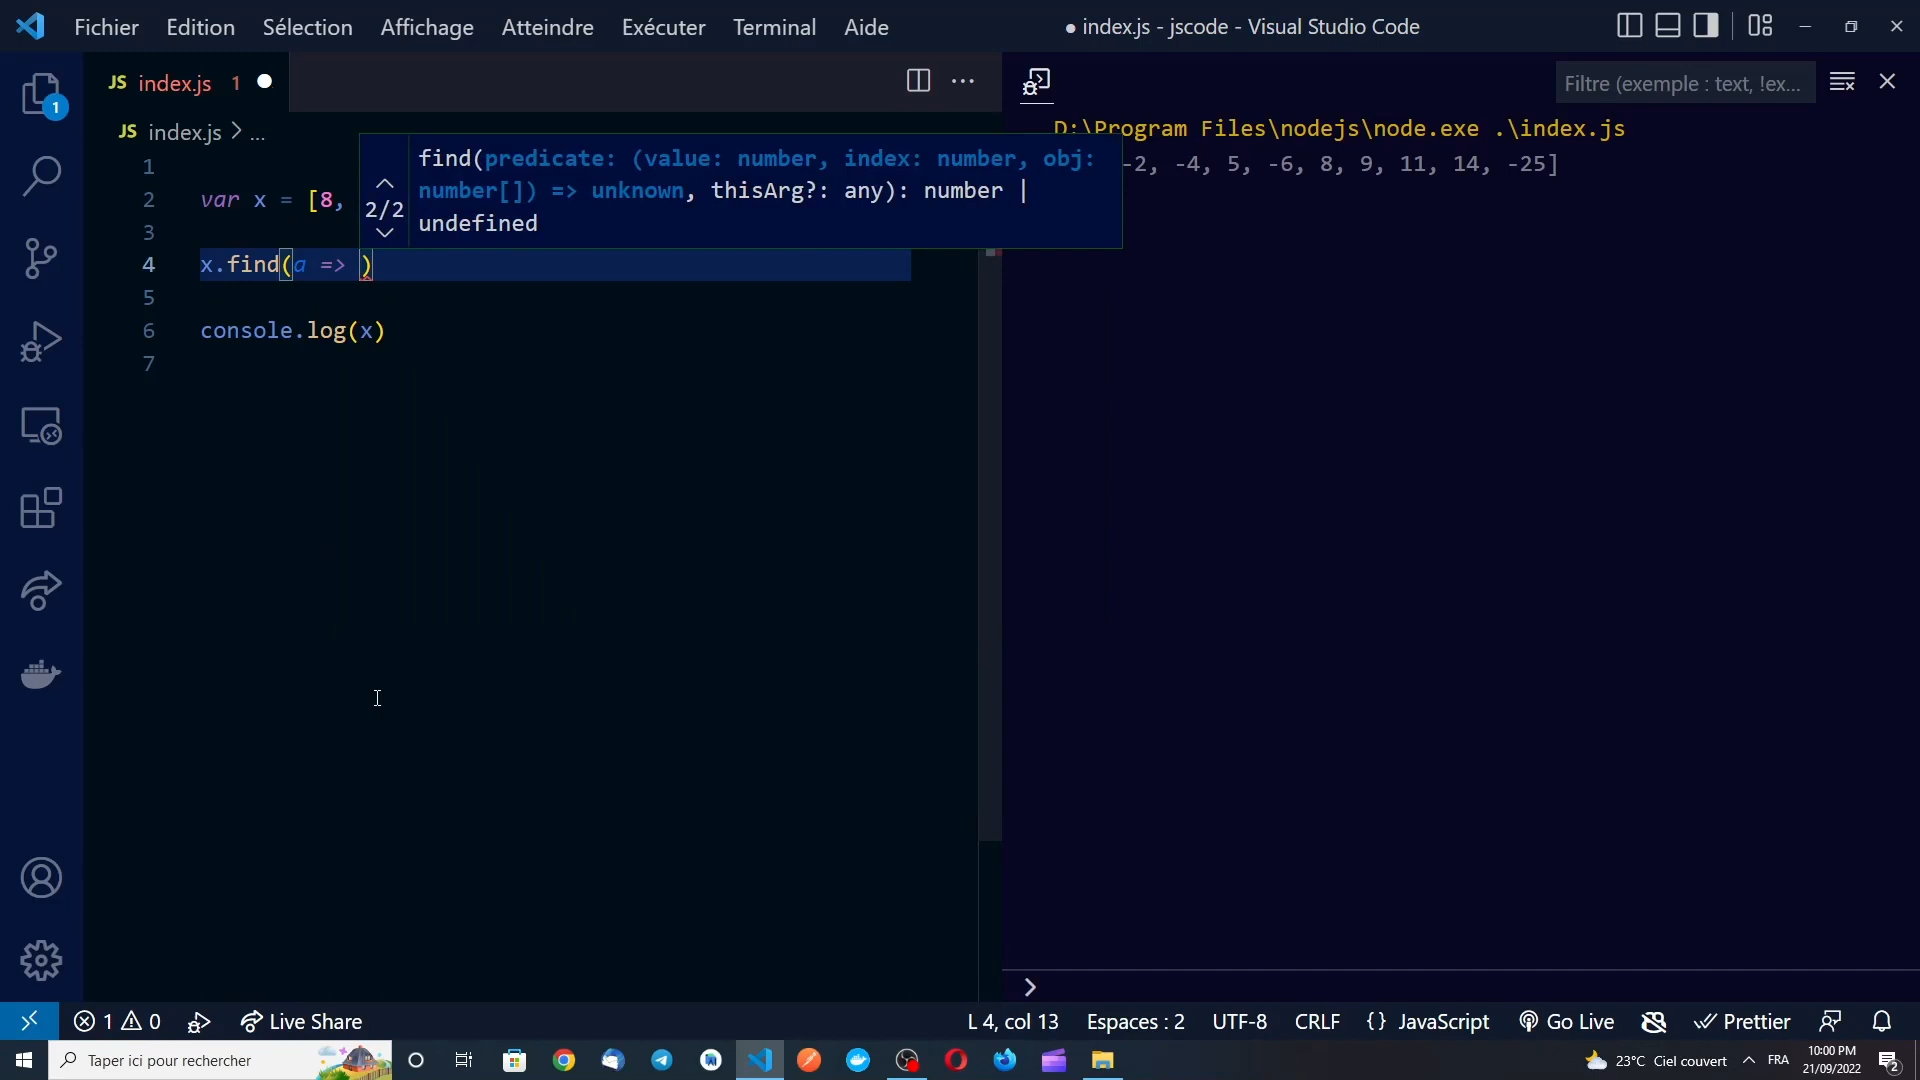 Fichier Edition Sélection Affichage Atteindre Exécuter Terminal Aide
● index.js - jscode - Visual Studio Code
JS index.js 1
Filtre (exemple : text, !ex...
JS index.js > ...
D:\Program Files\nodejs\node.exe .\index.js
-2, -4, 5, -6, 8, 9, 11, 14, -25]
find(predicate: (value: number, index: number, obj:
number[]) => unknown, thisArg?: any): number |
undefined
2/2
1
2 var x = [8,
3
4 x.find(a => )
5
6 console.log(x)
7
1
1 0 Live Share
L 4, col 13 Espaces : 2 UTF-8 CRLF {} JavaScript Go Live Prettier
Taper ici pour rechercher
23°C Ciel couvert FRA
10:00 PM
21/09/2022
2